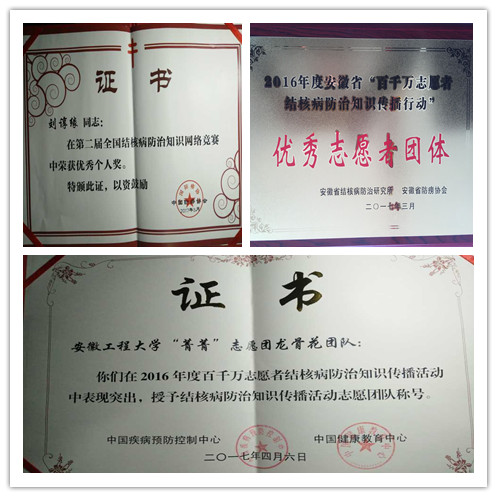 证书
刘谆缘 同志:
在第二届全国结核病防治知识网络竞赛
中荣获优秀个人奖。
特颁此证,以资鼓励
中国防痨协会
2016年度安徽省“百千万志愿者
结核病防治知识传播行动”
优秀志愿者团体
安徽省结核病防治研究所 安徽省防痨协会
二〇一七年三月
证书
安徽工程大学“菁菁”志愿团龙骨花团队:
你们在2016年度百千万志愿者结核病防治知识传播活动
中表现突出,授予结核病防治知识传播活动志愿团队称号。
中国疾病预防控制中心 中国健康教育中心
二〇一七年四月六日